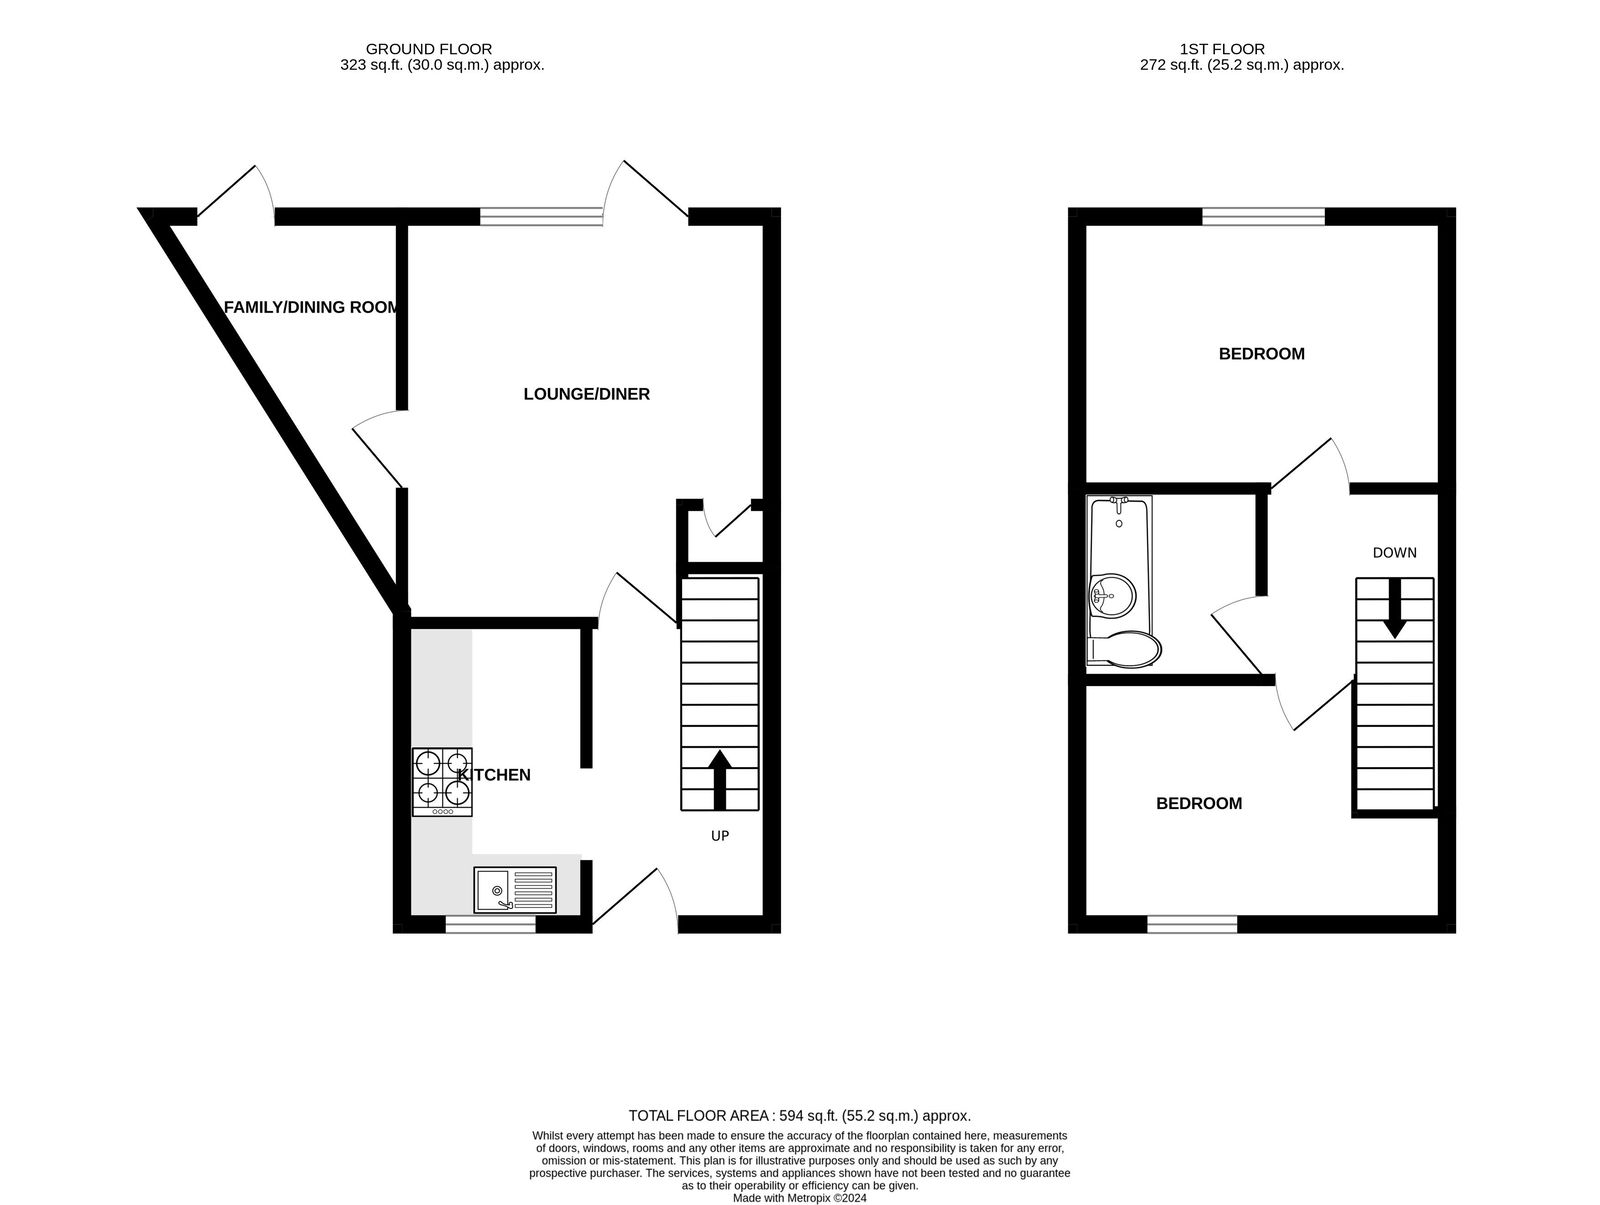 GROUND FLOOR
323 sq.ft. (30.0 sq.m.) approx.
1ST FLOOR
272 sq.ft. (25.2 sq.m.) approx.
FAMILY/DINING ROOM
LOUNGE/DINER
KITCHEN
UP
BEDROOM
DOWN
BEDROOM
TOTAL FLOOR AREA : 594 sq.ft. (55.2 sq.m.) approx.
Whilst every attempt has been made to ensure the accuracy of the floorplan contained here, measurements
of doors, windows, rooms and any other items are approximate and no responsibility is taken for any error,
omission or mis-statement. This plan is for illustrative purposes only and should be used as such by any
prospective purchaser. The services, systems and appliances shown have not been tested and no guarantee
as to their operability or efficiency can be given.
Made with Metropix ©2024